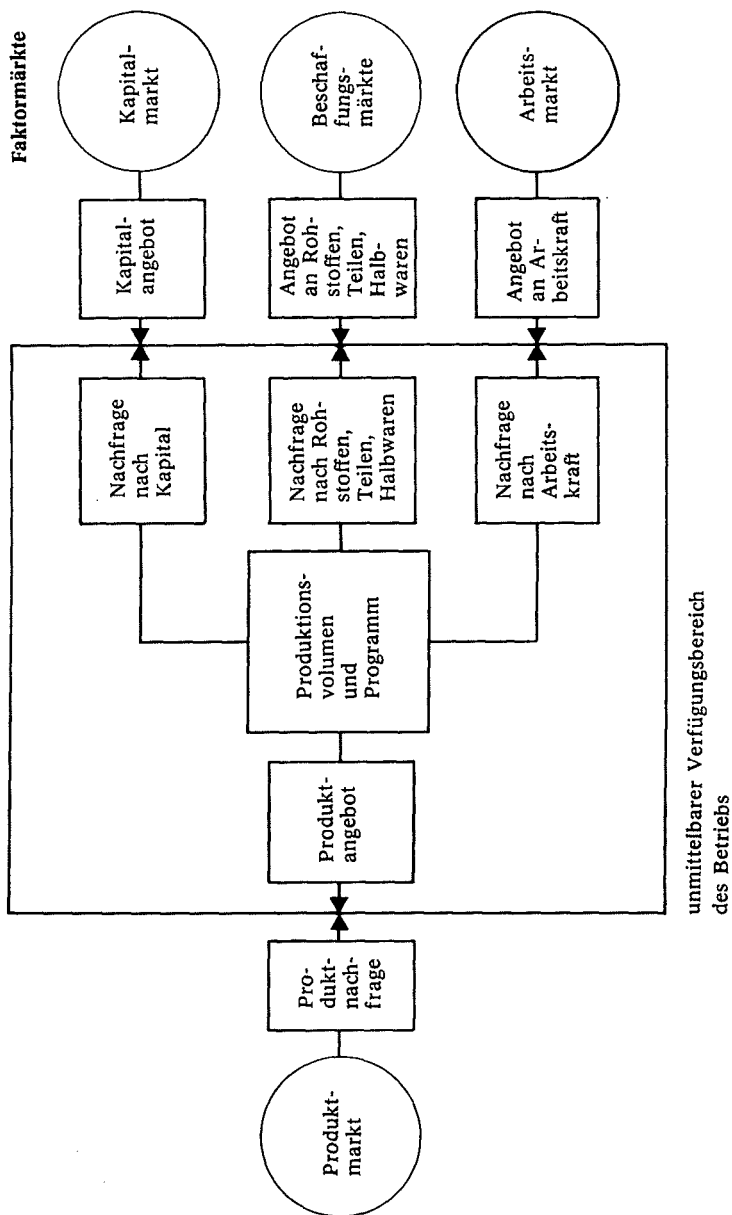 Faktormärkte
Produkt-
markt
Pro-
dukt-
nach-
frage
Produkt-
angebot
Produktions-
volumen
und
Programm
Nachfrage
nach
Kapital
Kapital-
angebot
Kapital-
markt
Nachfrage
nach Roh-
stoffen,
Teilen,
Halbwaren
Angebot
an Roh-
stoffen,
Teilen,
Halb-
waren
Beschaf-
fungs-
märkte
Nachfrage
nach
Arbeits-
kraft
Angebot
an Ar-
beitskraft
Arbeits-
markt
unmittelbarer Verfügungsbereich
des Betriebs